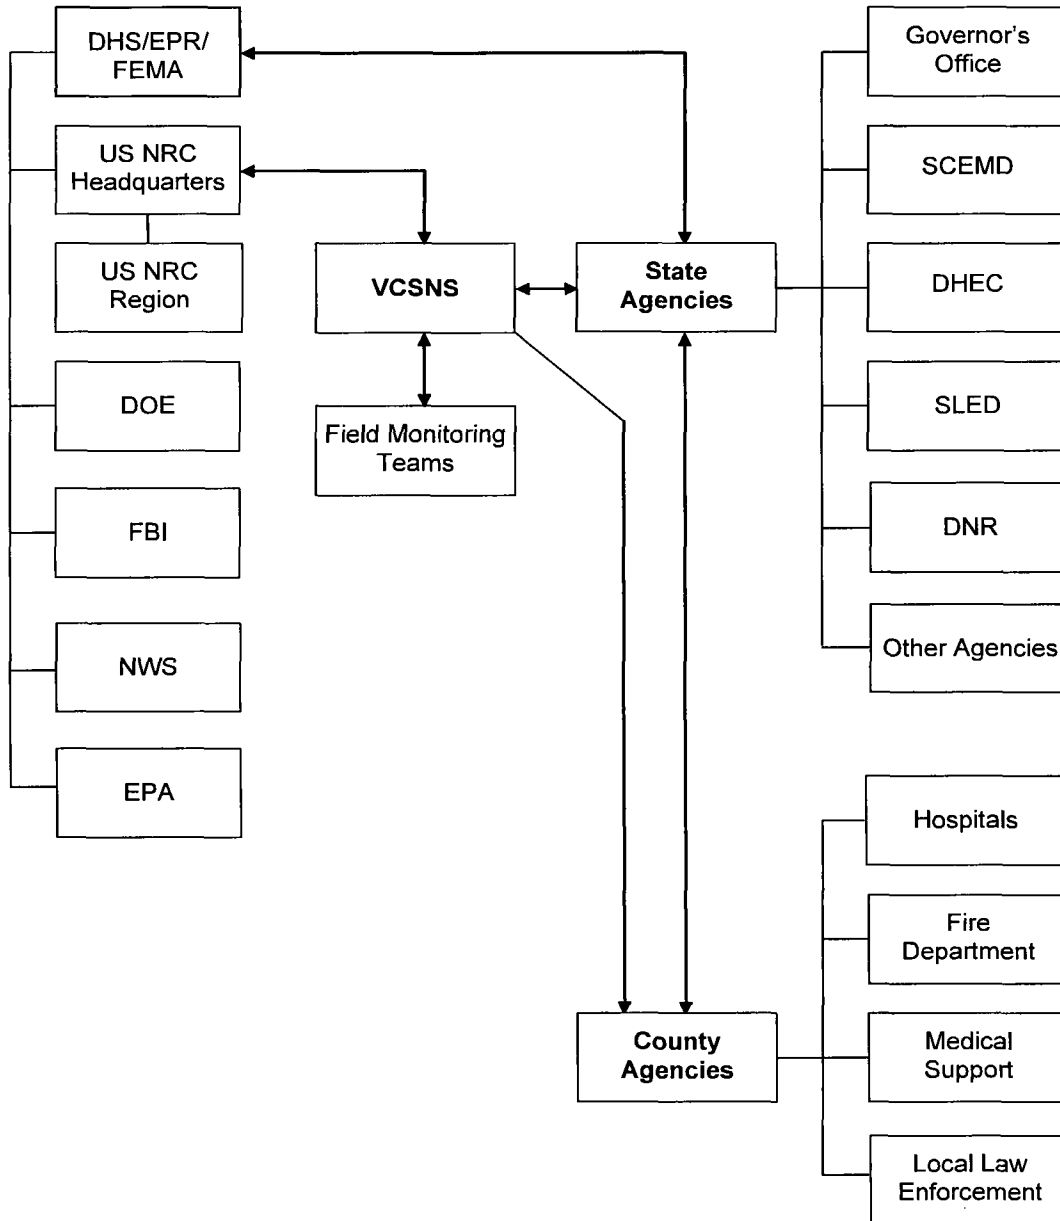 DHS/EPR/
FEMA
US NRC
Headquarters
US NRC
Region
DOE
FBI
NWS
EPA
VCSNS
Field Monitoring
Teams
State
Agencies
County
Agencies
Governor's
Office
SCEMD
DHEC
SLED
DNR
Other Agencies
Hospitals
Fire
Department
Medical
Support
Local Law
Enforcement